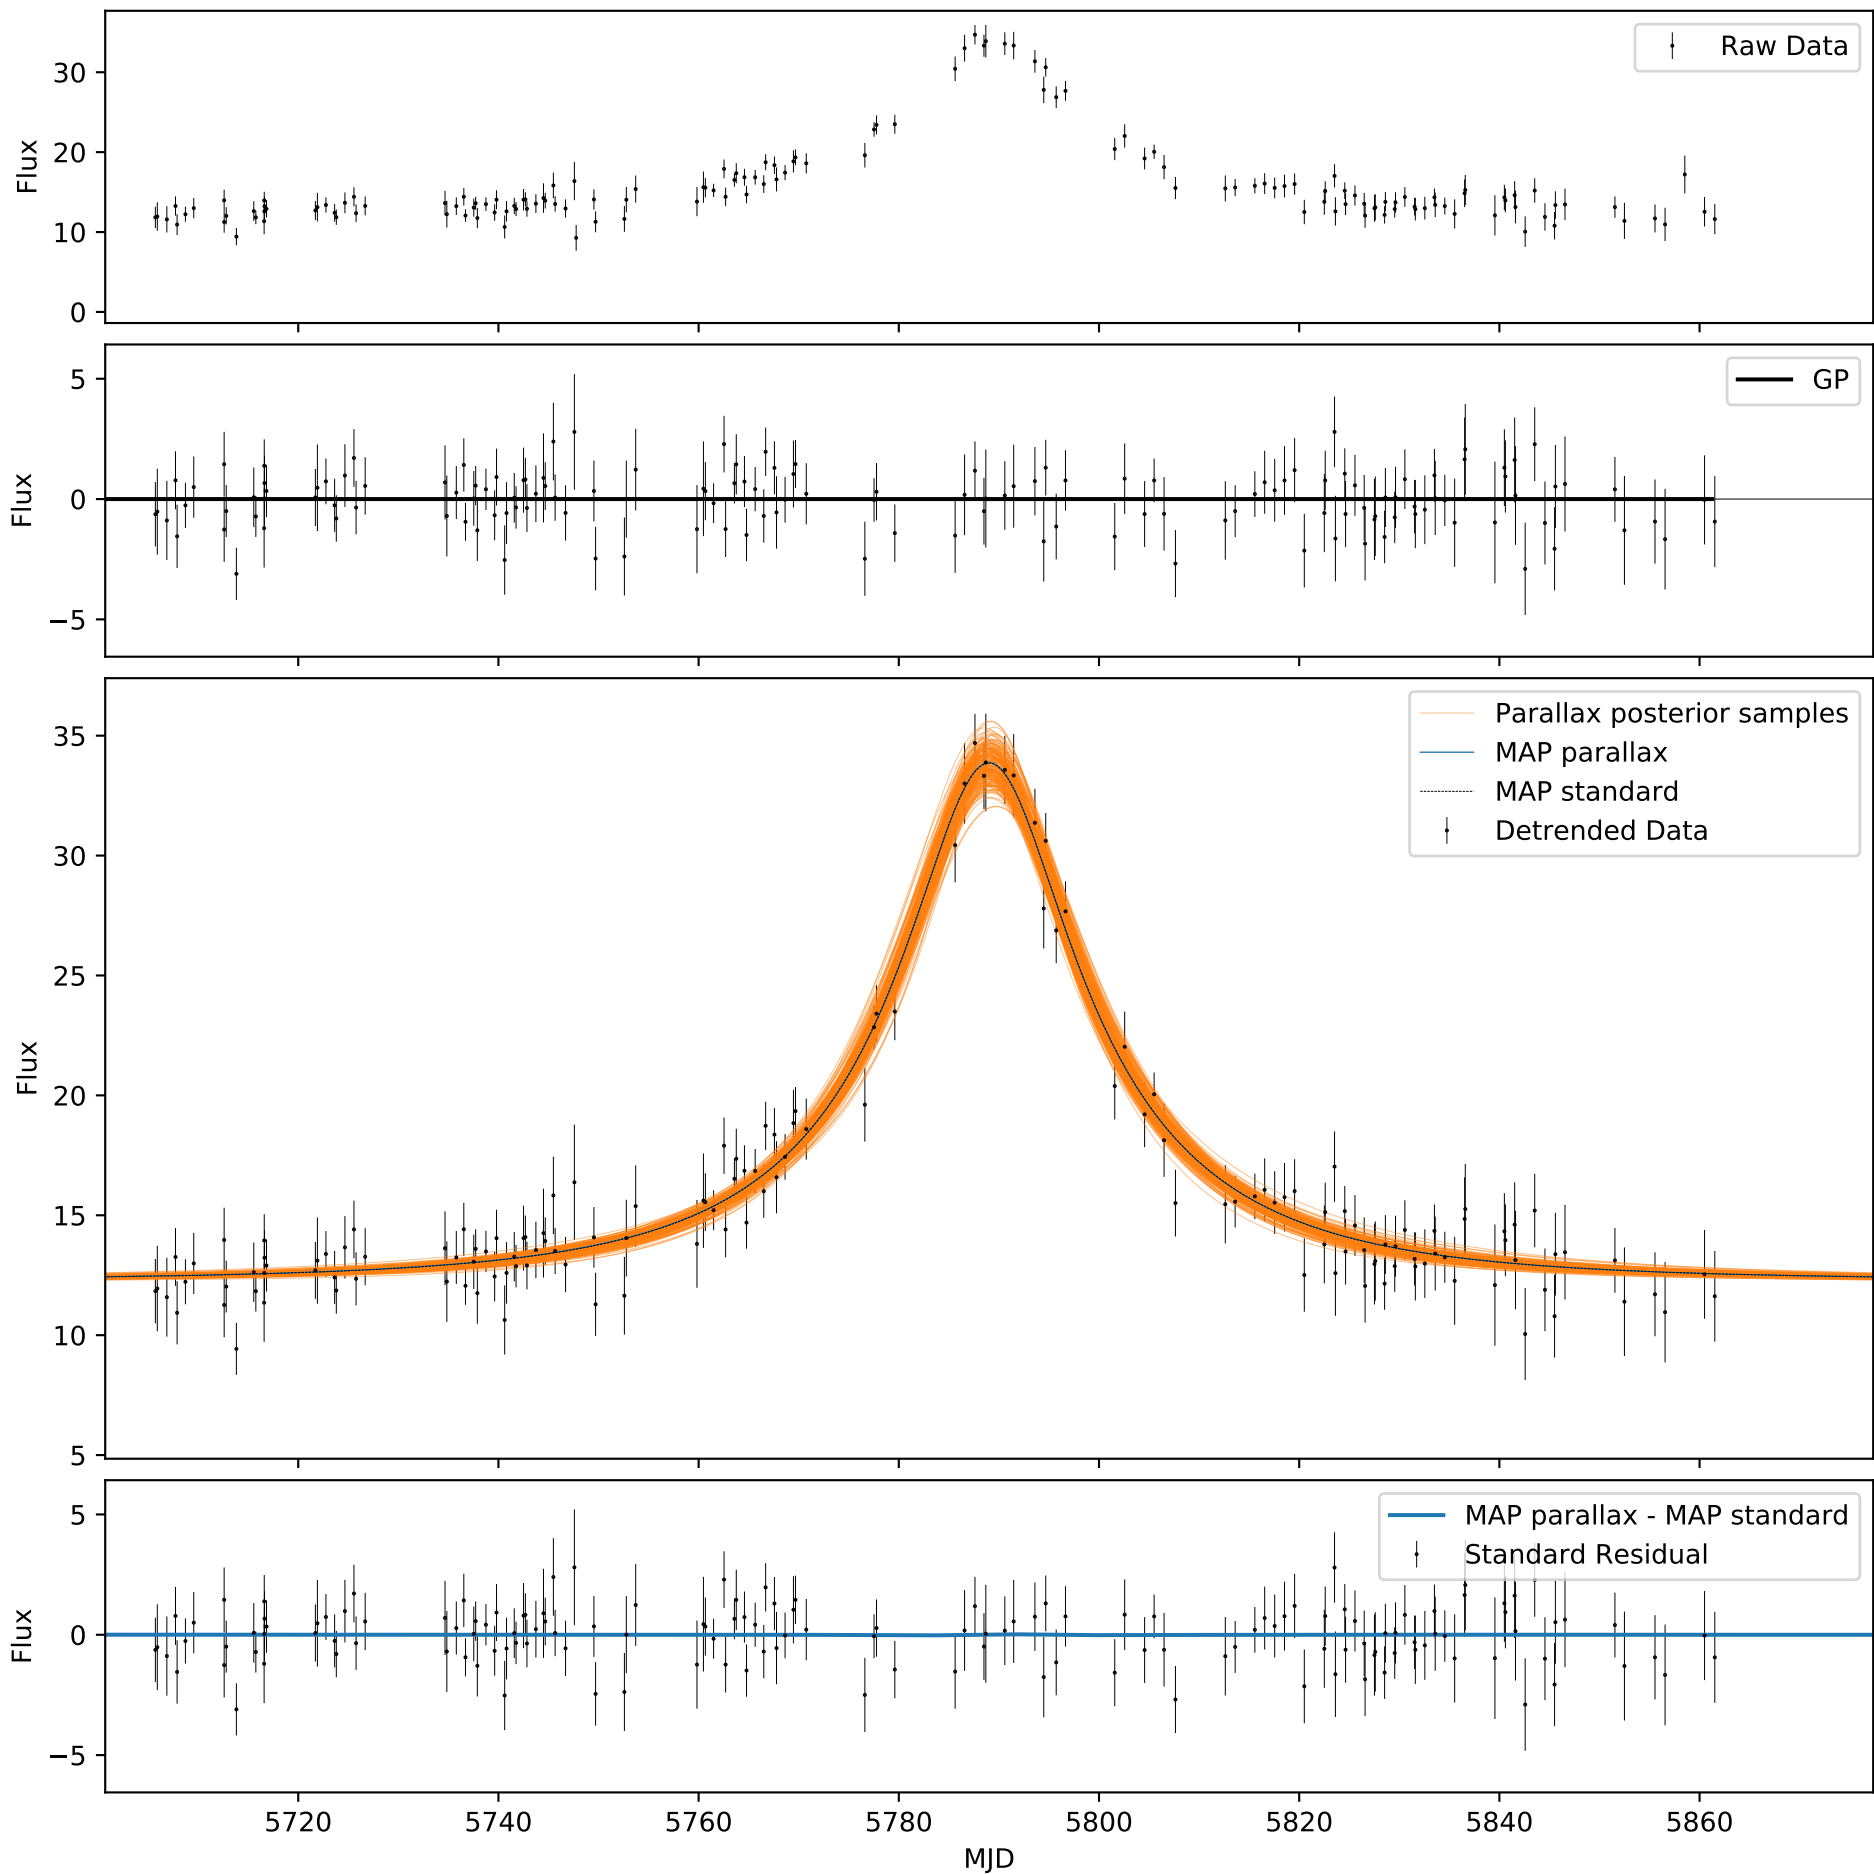 Raw Data
30
20
10
0
Flux
GP
5
0
−5
Flux
Parallax posterior samples
MAP parallax
MAP standard
Detrended Data
35
30
25
20
15
10
5
Flux
MAP parallax - MAP standard
Standard Residual
5
0
−5
Flux
5720 5740 5760 5780 5800 5820 5840 5860
MJD